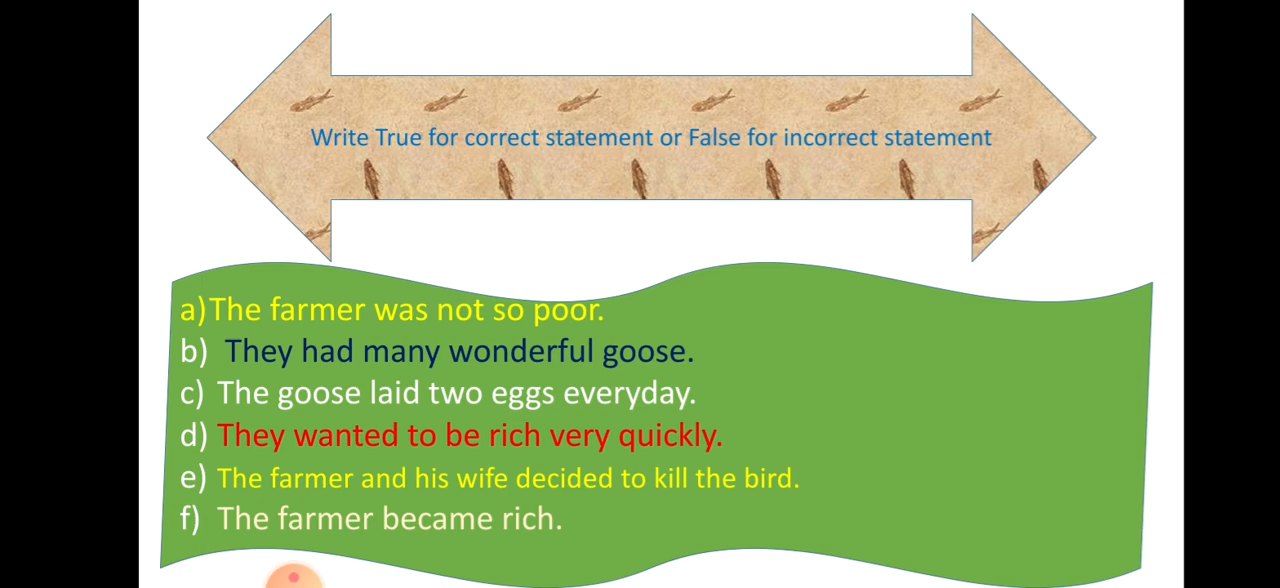 Write True for correct statement or False for incorrect statement
a)The farmer was not so poor.
b) They had many wonderful goose.
c) The goose laid two eggs everyday.
d) They wanted to be rich very quickly.
e) The farmer and his wife decided to kill the bird.
f) The farmer became rich.